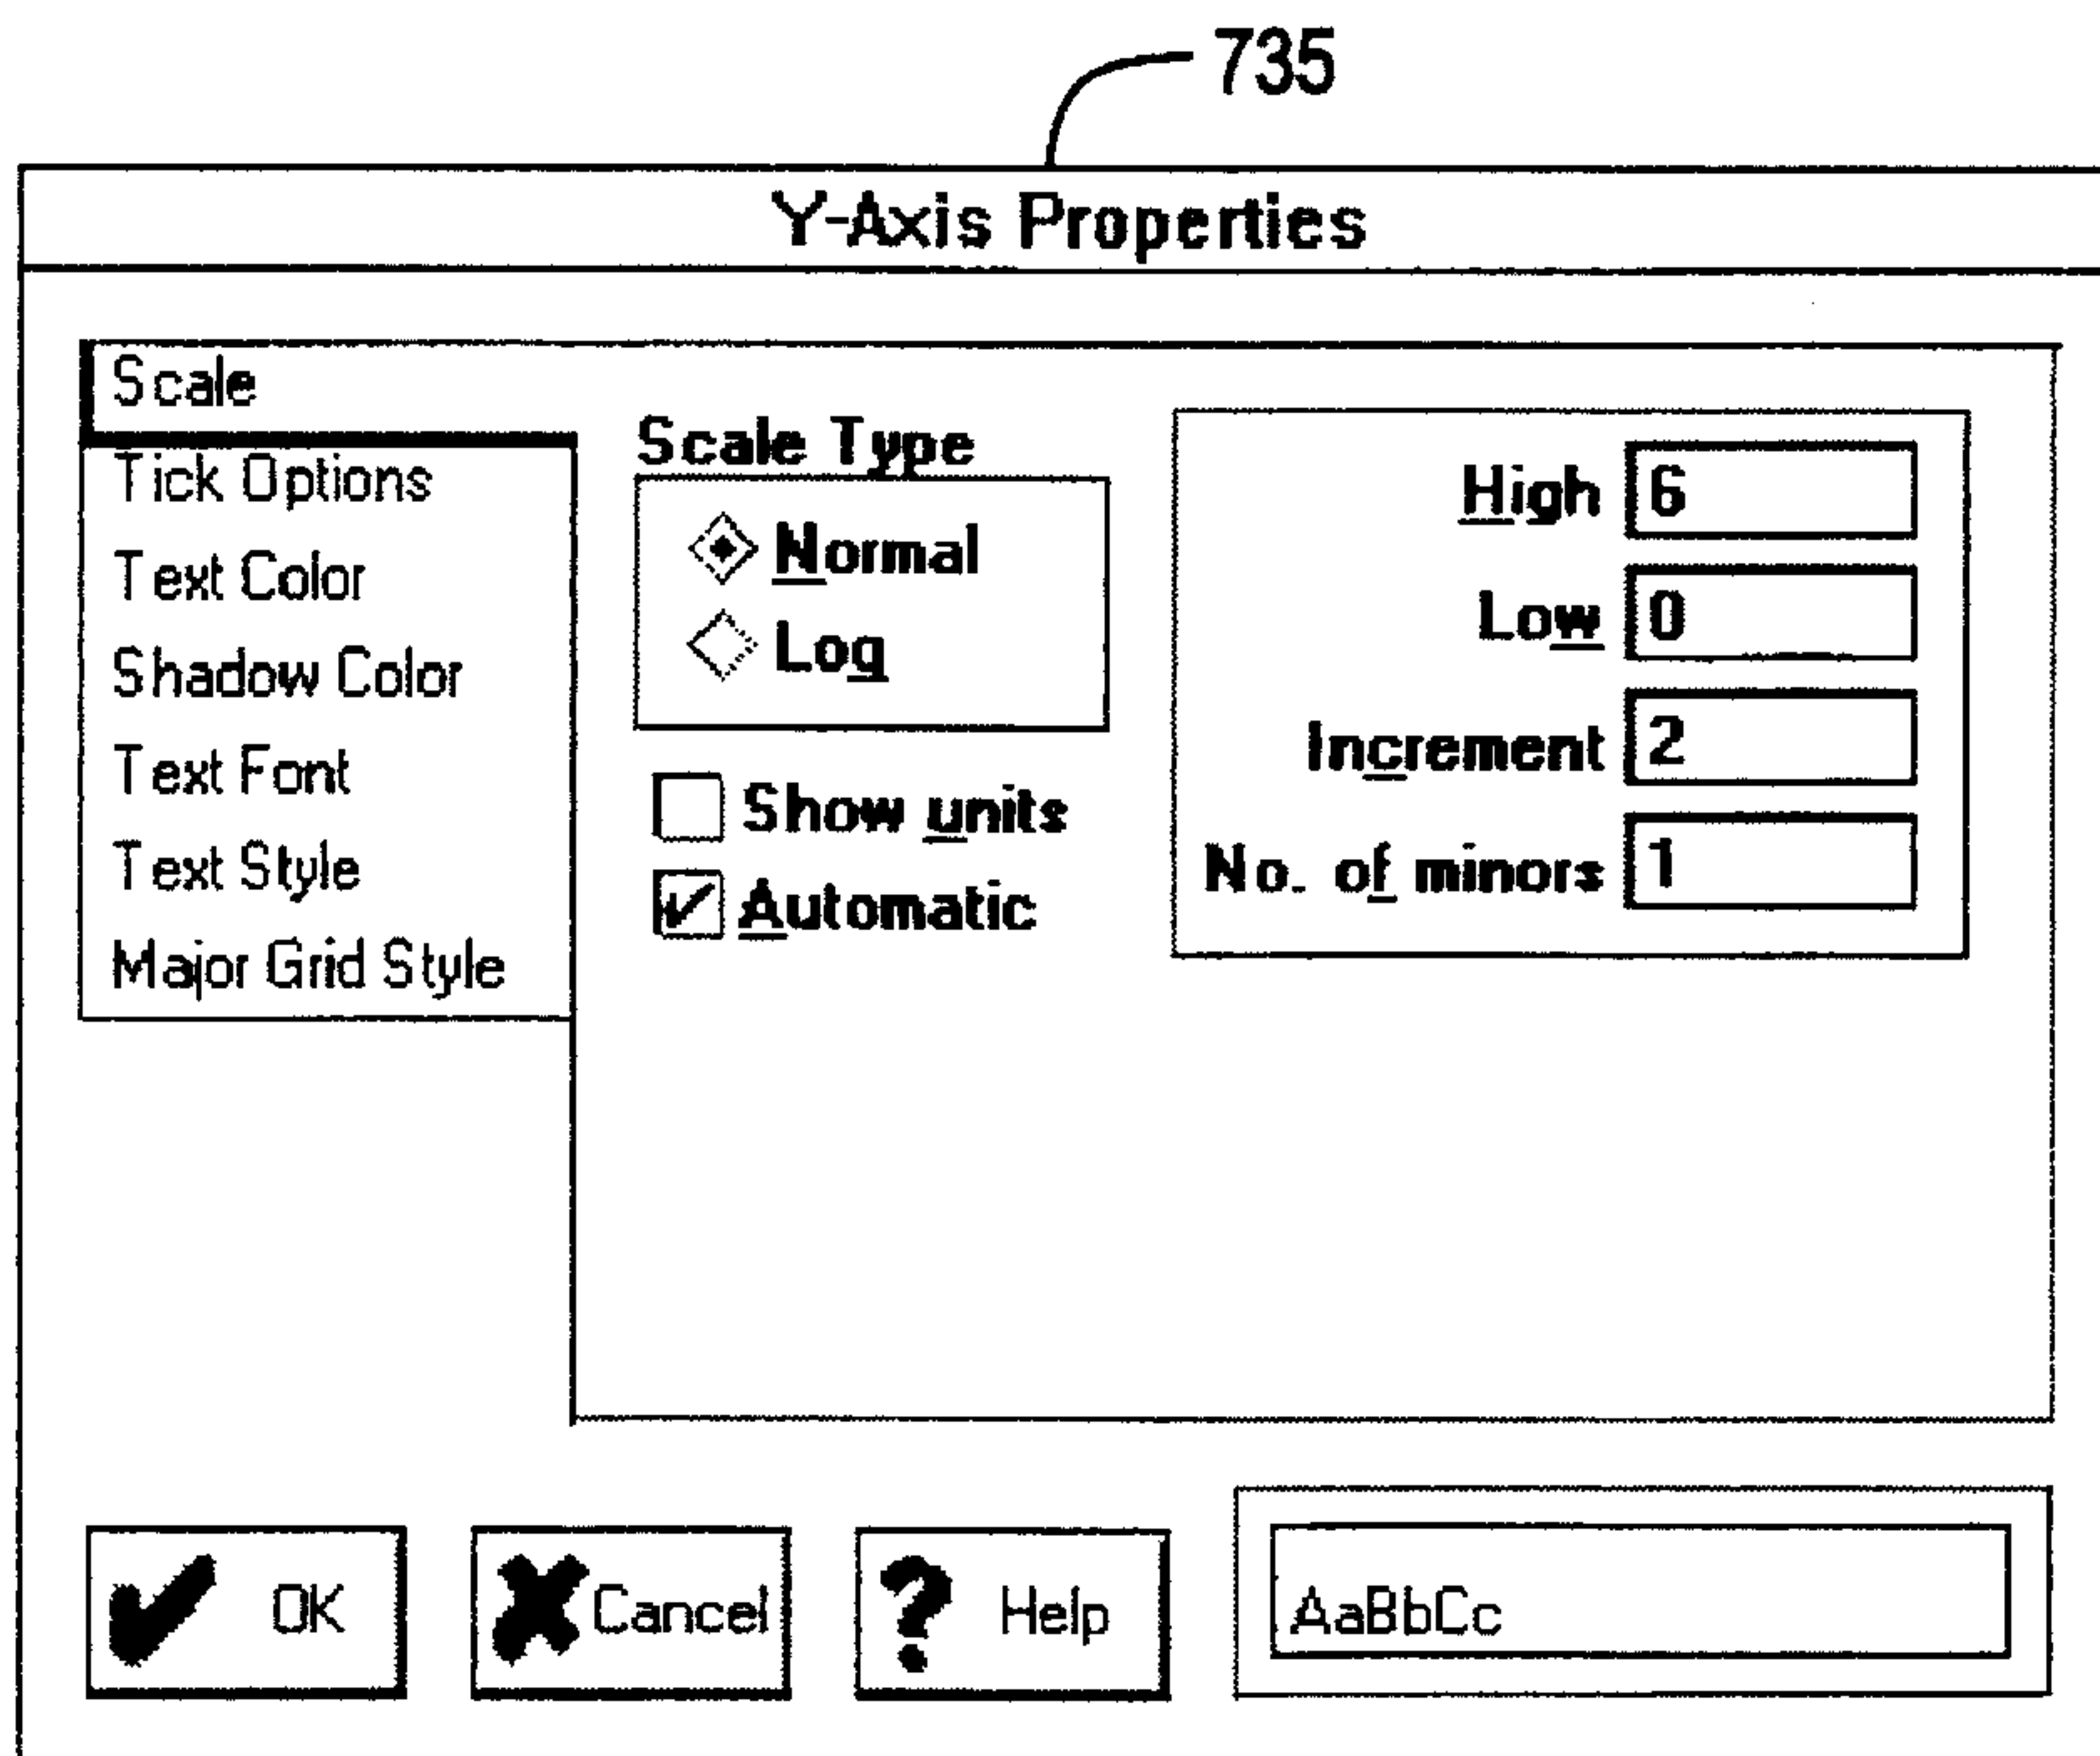 735
Y-Axis Properties
Scale
Tick Options
Text Color
Shadow Color
Text Font
Text Style
Major Grid Style
Scale Type
Normal
Log
Show units
Automatic
High 6
Low 0
Increment 2
No. of minors 1
OK
Cancel
? Help
AaBbCc